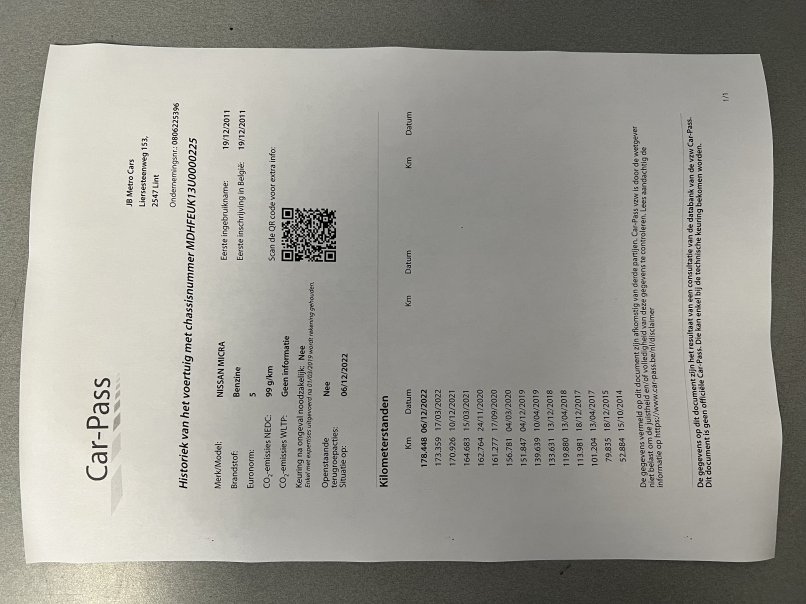 Car-Pass
JB Metro Cars
Liersesteenweg 153,
2547 Lint
Ondernemingsnr.: 0806225396
Historiek van het voertuig met chassisnummer MDHFEUK13U0000225
Merk/Model: NISSAN MICRA
Eerste ingebruikname: 19/12/2011
Brandstof: Benzine
Eerste inschrijving in België: 19/12/2011
Euronorm: 5
CO₂-emissies NEDC: 99 g/km
Scan de QR code voor extra info:
CO₂-emissies WLTP: Geen informatie
Keuring na ongeval noodzakelijk: Nee
Enkel met expertises uitgevoerd na 01/03/2019 wordt rekening gehouden.
Openstaande Nee
terugroepacties:
Situatie op: 06/12/2022
Kilometerstanden
Km Datum Km Datum Km Datum
178.448 06/12/2022
173.359 17/03/2022
170.926 10/12/2021
164.683 15/03/2021
162.764 24/11/2020
161.277 17/09/2020
156.781 04/03/2020
151.847 04/12/2019
139.639 10/04/2019
133.631 13/12/2018
119.880 13/04/2018
113.981 18/12/2017
101.204 13/04/2017
79.835 18/12/2015
52.884 15/10/2014
De gegevens vermeld op dit document zijn afkomstig van derde partijen. Car-Pass vzw is door de wetgever
niet belast om de juistheid en/of volledigheid van deze gegevens te controleren. Lees aandachtig de
informatie op https://www.car-pass.be/nl/disclaimer
De gegevens op dit document zijn het resultaat van een consultatie van de databank van de vzw Car-Pass.
Dit document is geen officiële Car-Pass. Die kan enkel bij de technische keuring bekomen worden.
1/1